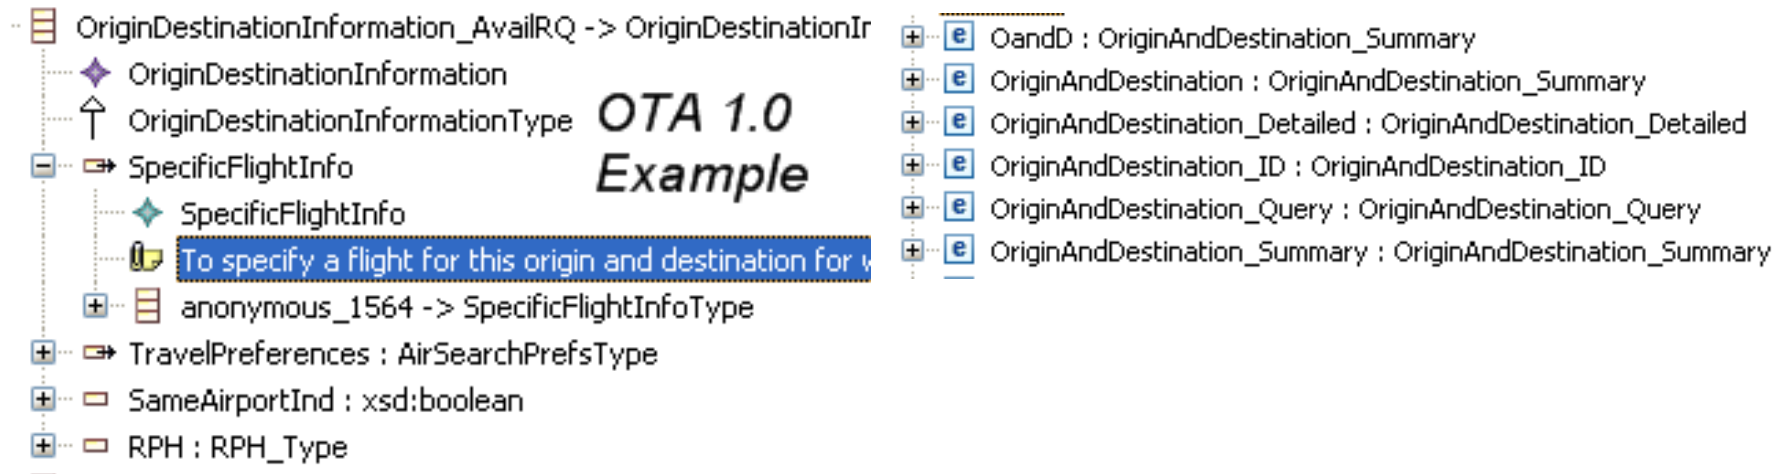 OriginDestinationInformation_AvailRQ -> OriginDestinationIr
OriginDestinationInformation
OriginDestinationInformationType
SpecificFlightInfo
SpecificFlightInfo
To specify a flight for this origin and destination for
anonymous_1564 -> SpecificFlightInfoType
TravelPreferences : AirSearchPrefsType
SameAirportInd : xsd:boolean
RPH : RPH_Type
OTA 1.0
Example
e OandD : OriginAndDestination_Summary
e OriginAndDestination : OriginAndDestination_Summary
e OriginAndDestination_Detailed : OriginAndDestination_Detailed
e OriginAndDestination_ID : OriginAndDestination_ID
e OriginAndDestination_Query : OriginAndDestination_Query
e OriginAndDestination_Summary : OriginAndDestination_Summary